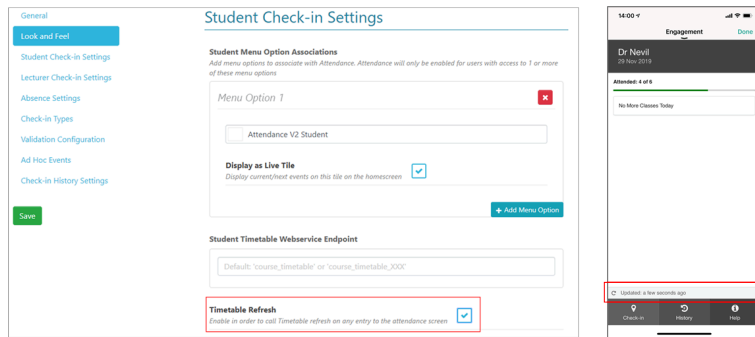 General
Look and Feel
Student Check-in Settings
Lecturer Check-in Settings
Absence Settings
Check-in Types
Validation Configuration
Ad Hoc Events
Check-in History Settings
Save
Student Check-in Settings
Student Menu Option Associations
Add menu options to associate with Attendance. Attendance will only be enabled for users with access to 1 or more
of these menu options
Menu Option 1
Attendance V2 Student
Display as Live Tile
Display current/next events on this tile on the homescreen
+ Add Menu Option
Student Timetable Webservice Endpoint
Default: 'course_timetable' or 'course_timetable_XXX'
Timetable Refresh
Enable in order to call Timetable refresh on any entry to the attendance screen
14:00
Engagement
Done
Dr Nevil
29 Nov 2019
Attended: 4 of 6
No More Classes Today
Updated: a few seconds ago
Check-in
History
Help